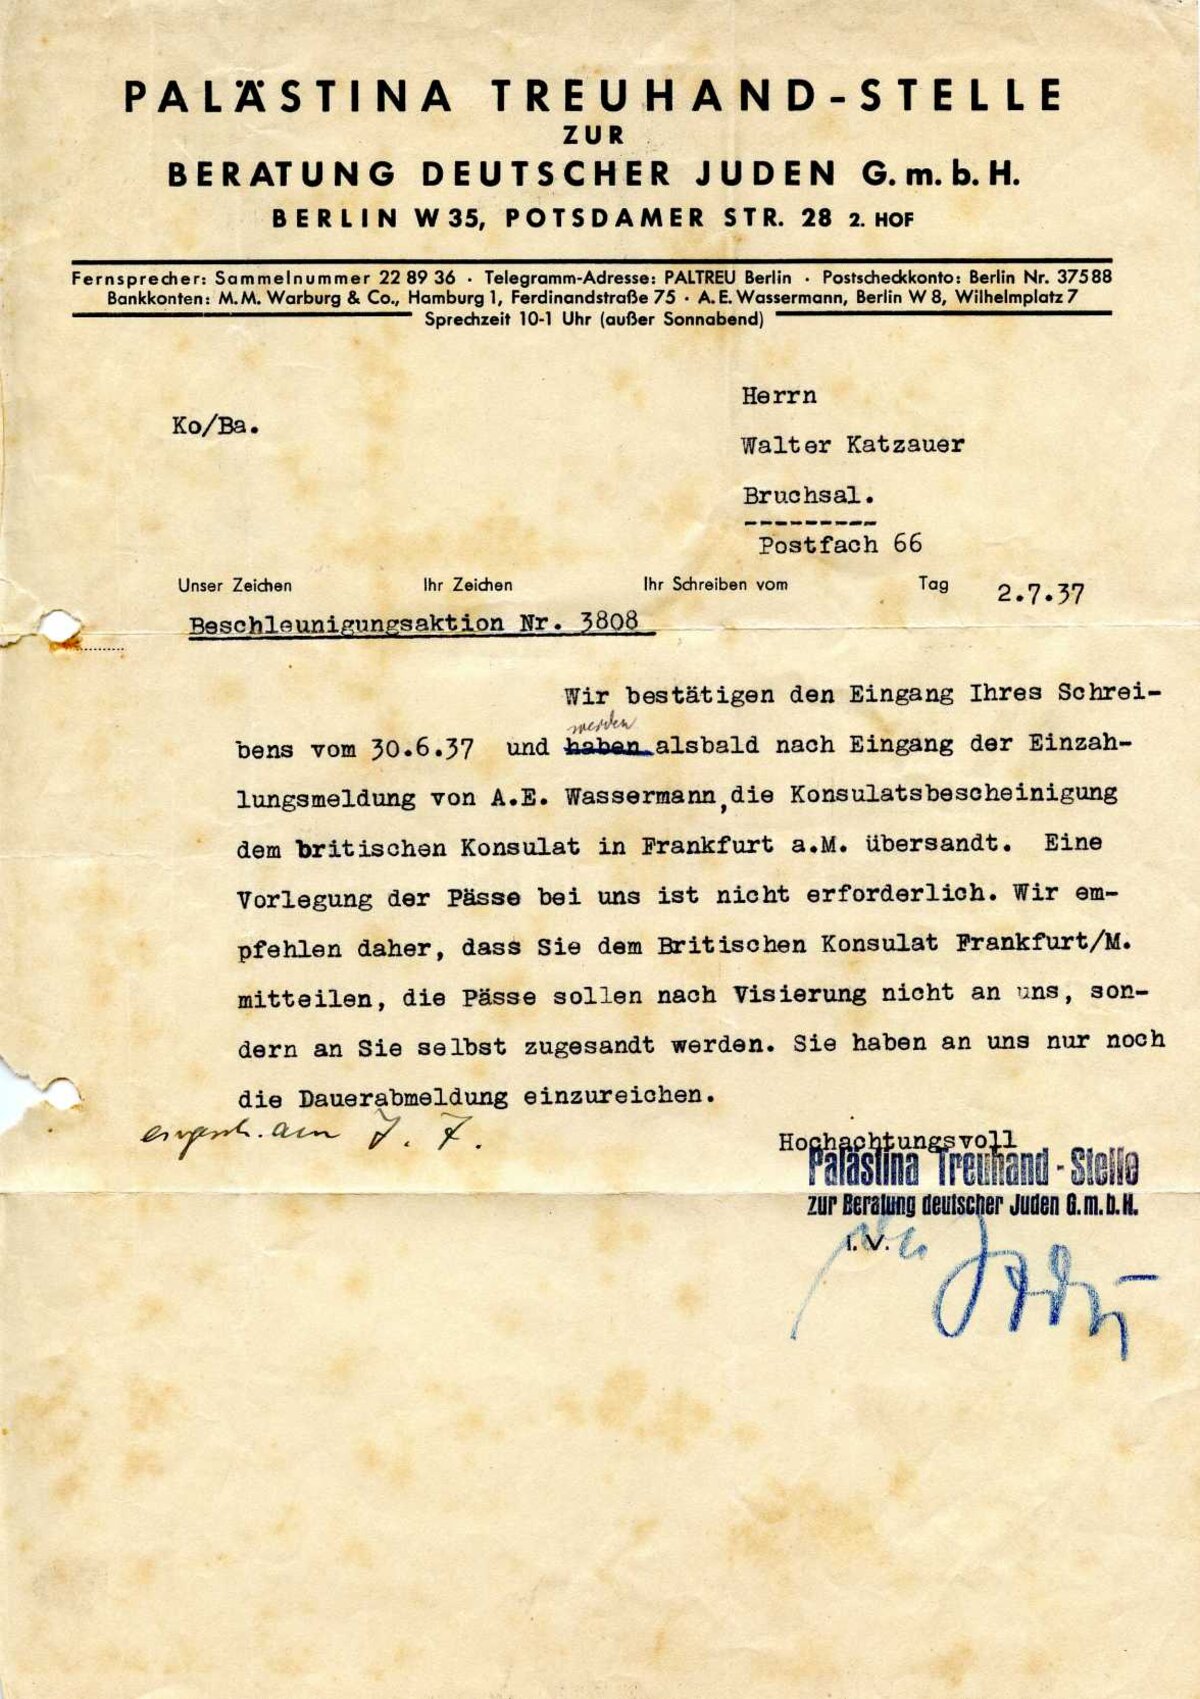 PALÄSTINA TREUHAND-STELLE
ZUR
BERATUNG DEUTSCHER JUDEN G. m. b. H.
BERLIN W 35, POTSDAMER STR. 28 2. HOF
Fernsprecher: Sammelnummer 22 89 36 · Telegramm-Adresse: PALTREU Berlin · Postscheckkonto: Berlin Nr. 37588
Bankkonten: M. M. Warburg & Co., Hamburg 1, Ferdinandstraße 75 · A. E. Wassermann, Berlin W 8, Wilhelmplatz 7
Sprechzeit 10-1 Uhr (außer Sonnabend)
Herrn
Ko/Ba.
Walter Katzauer
Bruchsal.
Postfach 66
Unser Zeichen Ihr Zeichen Ihr Schreiben vom Tag 2.7.37
Beschleunigungsaktion Nr. 3808
Wir bestätigen den Eingang Ihres Schrei-
werden
bens vom 30.6.37 und haben alsbald nach Eingang der Einzah-
lungsmeldung von A.E. Wassermann, die Konsulatsbescheinigung
dem britischen Konsulat in Frankfurt a.M. übersandt. Eine
Vorlegung der Pässe bei uns ist nicht erforderlich. Wir em-
pfehlen daher, dass Sie dem Britischen Konsulat Frankfurt/M.
mitteilen, die Pässe sollen nach Visierung nicht an uns, son-
dern an Sie selbst zugesandt werden. Sie haben an uns nur noch
die Dauerabmeldung einzureichen.
am 7. 7.
Hochachtungsvoll
Palästina Treuhand-Stelle
zur Beratung deutscher Juden G.m.b.H.
I.V.